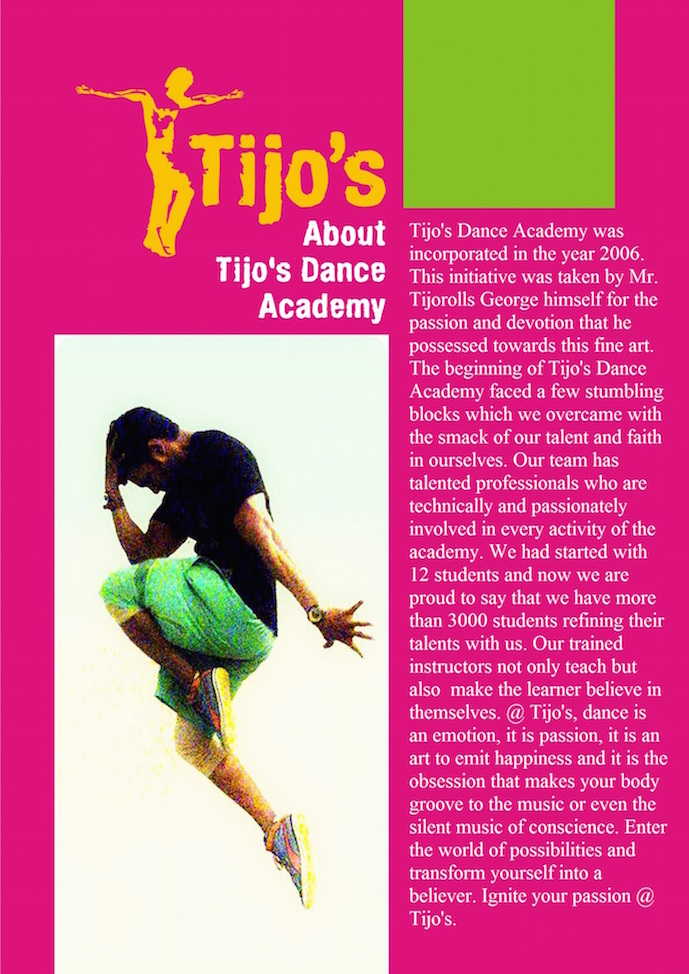 Tijo's
About
Tijo's Dance
Academy
Tijo's Dance Academy was
incorporated in the year 2006.
This initiative was taken by Mr.
Tijorolls George himself for the
passion and devotion that he
possessed towards this fine art.
The beginning of Tijo's Dance
Academy faced a few stumbling
blocks which we overcame with
the smack of our talent and faith
in ourselves. Our team has
talented professionals who are
technically and passionately
involved in every activity of the
academy. We had started with
12 students and now we are
proud to say that we have more
than 3000 students refining their
talents with us. Our trained
instructors not only teach but
also  make the learner believe in
themselves. @ Tijo's, dance is
an emotion, it is passion, it is an
art to emit happiness and it is the
obsession that makes your body
groove to the music or even the
silent music of conscience. Enter
the world of possibilities and
transform yourself into a
believer. Ignite your passion @
Tijo's.